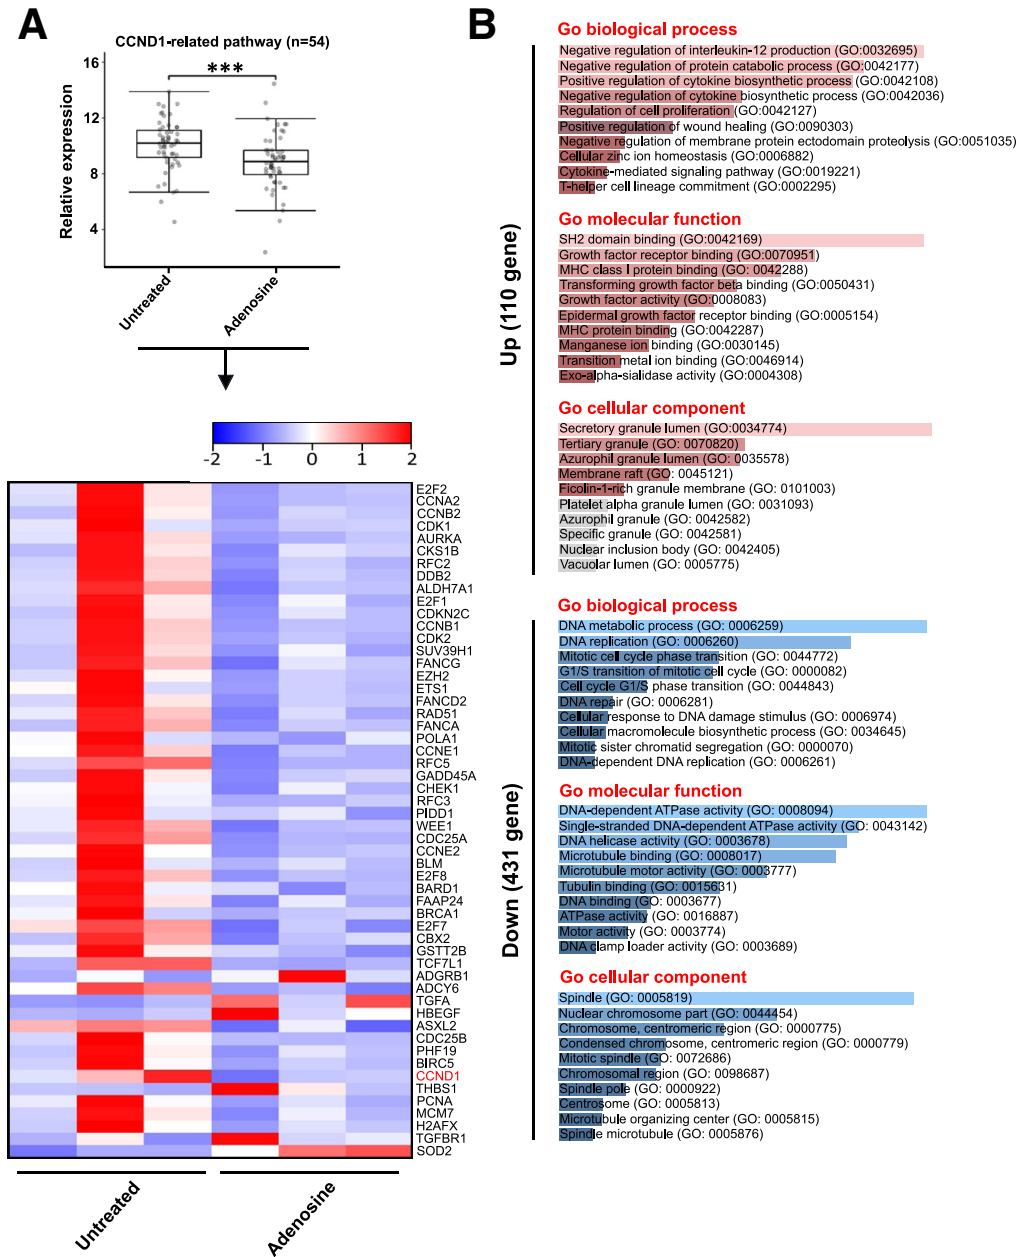 A
CCND1-related pathway (n=54)
***
Relative expression
16
12
8
4
Untreated
Adenosine
-2
-1
0
1
2
E2F2
CCNA2
CCNB2
CDK1
AURKA
CKS1B
RFC2
DDB2
ALDH7A1
E2F1
CDKN2C
CCNB1
CDK2
SUV39H1
FANCG
EZH2
ETS1
FANCD2
RAD51
FANCA
POLA1
CCNE1
RFC5
GADD45A
CHEK1
RFC3
PIDD1
WEE1
CDC25A
CCNE2
BLM
E2F8
BARD1
FAAP24
BRCA1
E2F7
CBX2
GSTT2B
TCF7L1
ADGRB1
ADCY6
TGFA
HBEGF
ASXL2
CDC25B
PHF19
BIRC5
CCND1
THBS1
PCNA
MCM7
H2AFX
TGFBR1
SOD2
Untreated
Adenosine
B
Up (110 gene)
Go biological process
Negative regulation of interleukin-12 production (GO:0032695)
Negative regulation of protein catabolic process (GO:0042177)
Positive regulation of cytokine biosynthetic process (GO:0042108)
Negative regulation of cytokine biosynthetic process (GO:0042036)
Regulation of cell proliferation (GO:0042127)
Positive regulation of wound healing (GO:0090303)
Negative regulation of membrane protein ectodomain proteolysis (GO:0051035)
Cellular zinc ion homeostasis (GO:0006882)
Cytokine-mediated signaling pathway (GO:0019221)
T-helper cell lineage commitment (GO:0002295)
Go molecular function
SH2 domain binding (GO:0042169)
Growth factor receptor binding (GO:0070951)
MHC class I protein binding (GO: 0042288)
Transforming growth factor beta binding (GO:0050431)
Growth factor activity (GO:0008083)
Epidermal growth factor receptor binding (GO:0005154)
MHC protein binding (GO:0042287)
Manganese ion binding (GO:0030145)
Transition metal ion binding (GO:0046914)
Exo-alpha-sialidase activity (GO:0004308)
Go cellular component
Secretory granule lumen (GO:0034774)
Tertiary granule (GO: 0070820)
Azurophil granule lumen (GO: 0035578)
Membrane raft (GO: 0045121)
Ficolin-1-rich granule membrane (GO: 0101003)
Platelet alpha granule lumen (GO: 0031093)
Azurophil granule (GO: 0042582)
Specific granule (GO: 0042581)
Nuclear inclusion body (GO: 0042405)
Vacuolar lumen (GO: 0005775)
Down (431 gene)
Go biological process
DNA metabolic process (GO: 0006259)
DNA replication (GO: 0006260)
Mitotic cell cycle phase transition (GO: 0044772)
G1/S transition of mitotic cell cycle (GO: 0000082)
Cell cycle G1/S phase transition (GO: 0044843)
DNA repair (GO: 0006281)
Cellular response to DNA damage stimulus (GO: 0006974)
Cellular macromolecule biosynthetic process (GO: 0034645)
Mitotic sister chromatid segregation (GO: 0000070)
DNA-dependent DNA replication (GO: 0006261)
Go molecular function
DNA-dependent ATPase activity (GO: 0008094)
Single-stranded DNA-dependent ATPase activity (GO: 0043142)
DNA helicase activity (GO: 0003678)
Microtubule binding (GO: 0008017)
Microtubule motor activity (GO: 0003777)
Tubulin binding (GO: 0015631)
DNA binding (GO: 0003677)
ATPase activity (GO: 0016887)
Motor activity (GO: 0003774)
DNA clamp loader activity (GO: 0003689)
Go cellular component
Spindle (GO: 0005819)
Nuclear chromosome part (GO: 0044454)
Chromosome, centromeric region (GO: 0000775)
Condensed chromosome, centromeric region (GO: 0000779)
Mitotic spindle (GO: 0072686)
Chromosomal region (GO: 0098687)
Spindle pole (GO: 0000922)
Centrosome (GO: 0005813)
Microtubule organizing center (GO: 0005815)
Spindle microtubule (GO: 0005876)